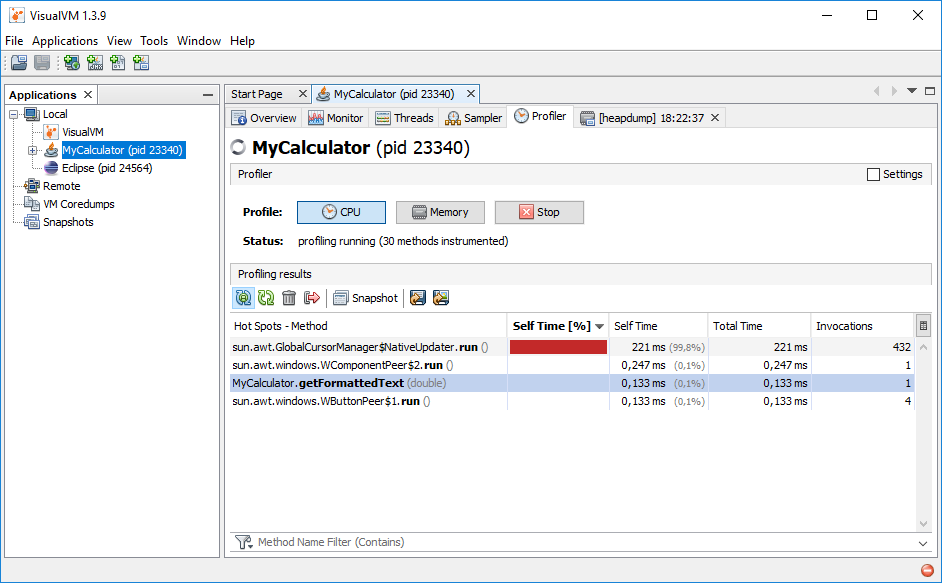 VisualVM 1.3.9
File Applications View Tools Window Help
Applications
Local
VisualVM
MyCalculator (pid 23340)
Eclipse (pid 24564)
Remote
VM Coredumps
Snapshots
Start Page MyCalculator (pid 23340)
Overview Monitor Threads Sampler Profiler [heapdump] 18:22:37
MyCalculator (pid 23340)
Profiler Settings
Profile: CPU Memory Stop
Status: profiling running (30 methods instrumented)
Profiling results
Snapshot
Hot Spots - Method Self Time [%] Self Time Total Time Invocations
sun.awt.GlobalCursorManager$NativeUpdater.run () 221 ms (99,8%) 221 ms 432
sun.awt.windows.WComponentPeer$2.run () 0,247 ms (0,1%) 0,247 ms 1
MyCalculator.getFormattedText (double) 0,133 ms (0,1%) 0,133 ms 1
sun.awt.windows.WButtonPeer$1.run () 0,133 ms (0,1%) 0,133 ms 4
Method Name Filter (Contains)